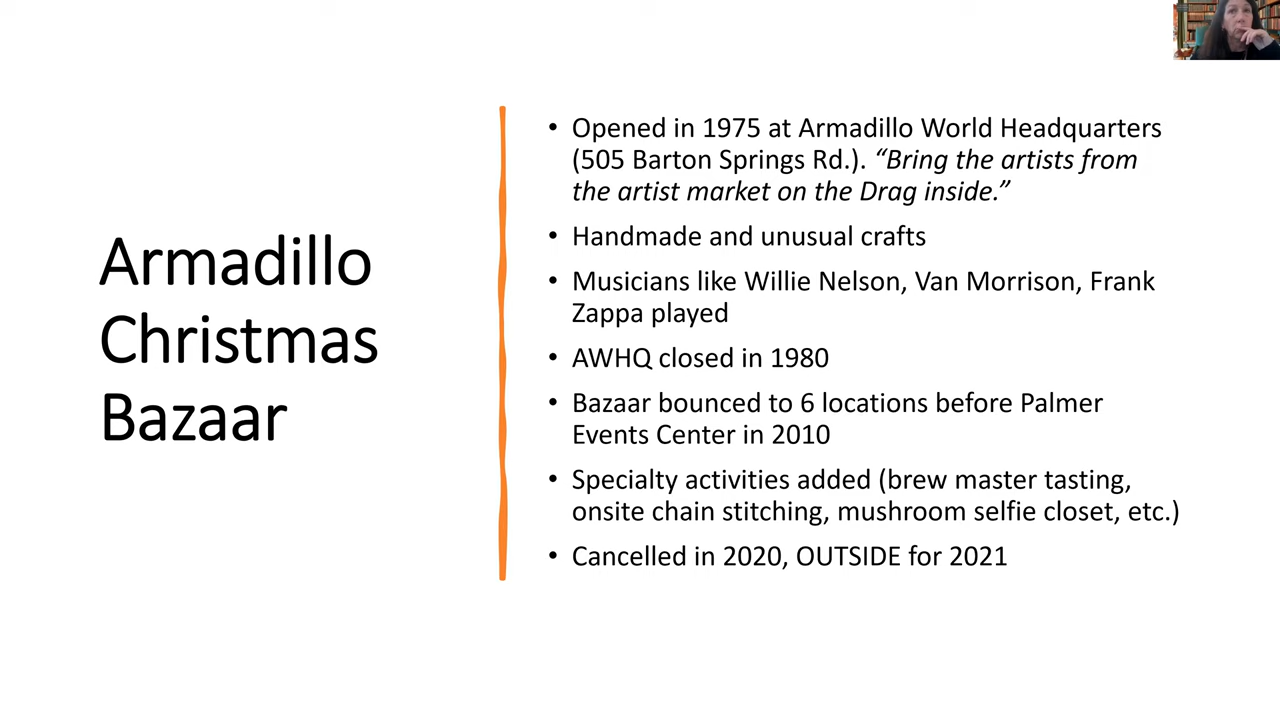 Armadillo
Christmas
Bazaar
• Opened in 1975 at Armadillo World Headquarters
(505 Barton Springs Rd.). “Bring the artists from
the artist market on the Drag inside.”
• Handmade and unusual crafts
• Musicians like Willie Nelson, Van Morrison, Frank
Zappa played
• AWHQ closed in 1980
• Bazaar bounced to 6 locations before Palmer
Events Center in 2010
• Specialty activities added (brew master tasting,
onsite chain stitching, mushroom selfie closet, etc.)
• Cancelled in 2020, OUTSIDE for 2021